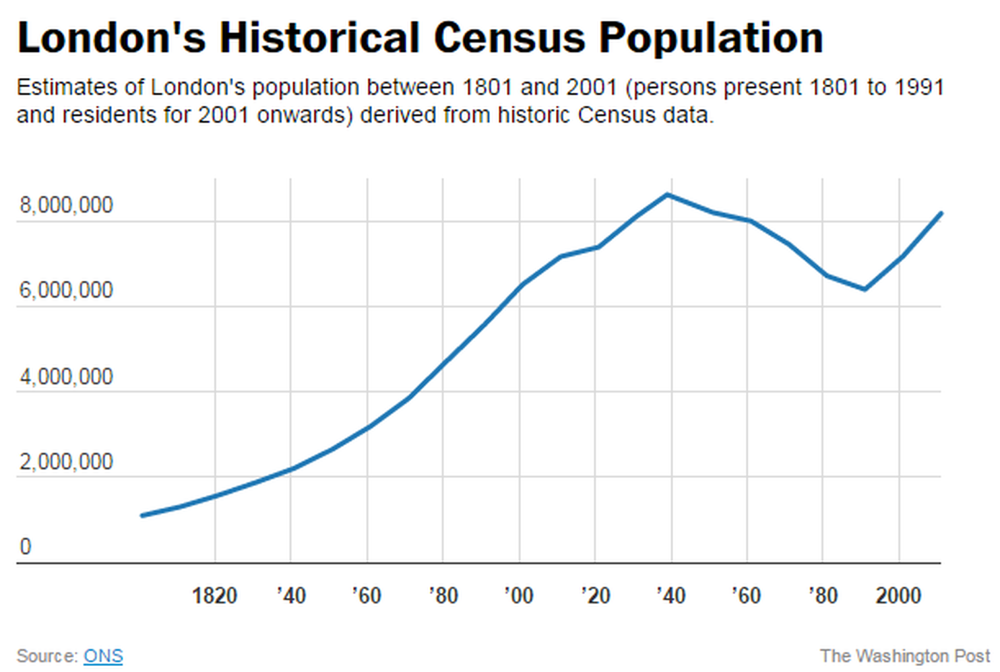 London's Historical Census Population
Estimates of London's population between 1801 and 2001 (persons present 1801 to 1991
and residents for 2001 onwards) derived from historic Census data.
8,000,000
6,000,000
4,000,000
2,000,000
0
1820 ’40 ’60 ’80 ’00 ’20 ’40 ’60 ’80 2000
Source: ONS
The Washington Post